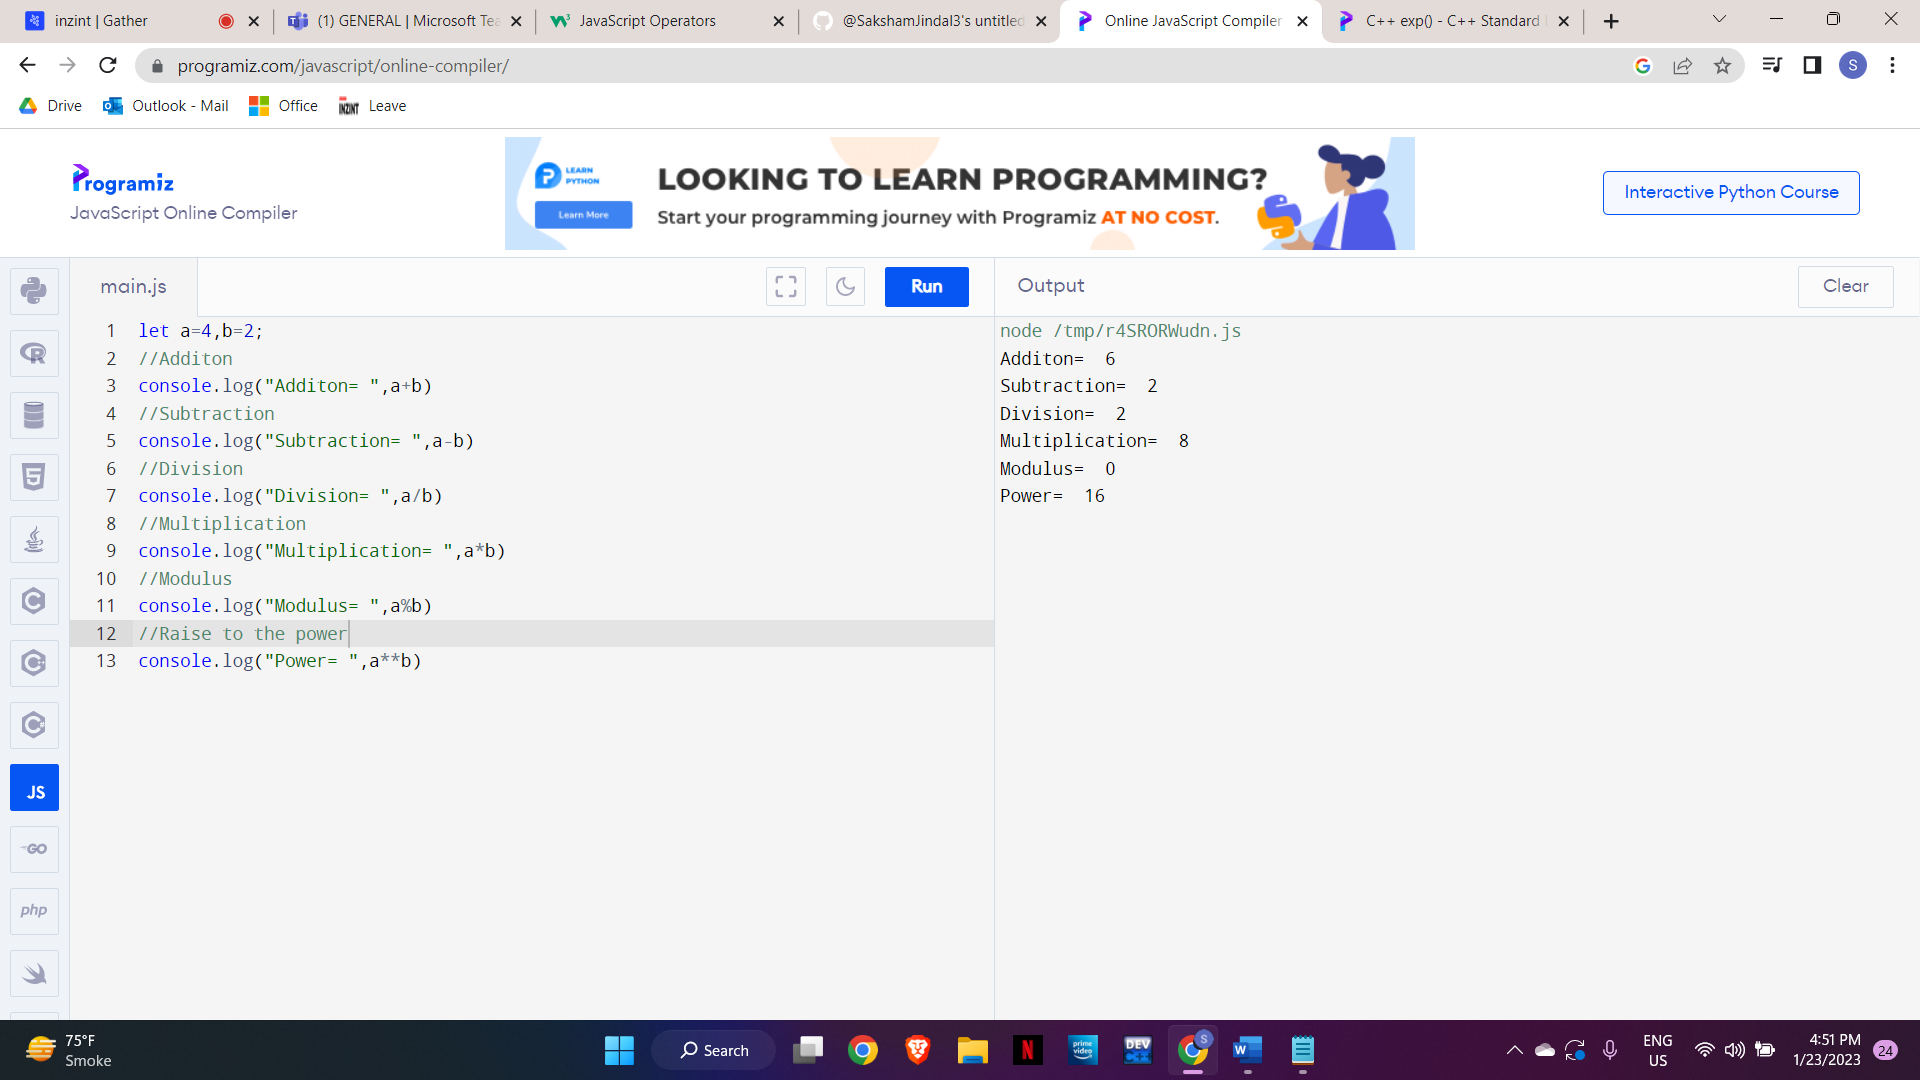 inzint | Gather
(1) GENERAL | Microsoft Tea
JavaScript Operators
@SakshamJindal3's untitled
Online JavaScript Compiler
C++ exp() - C++ Standard
programiz.com/javascript/online-compiler/
S
Drive
Outlook - Mail
Office
INZINT Leave
Programiz
JavaScript Online Compiler
LEARN
PYTHON
Learn More
LOOKING TO LEARN PROGRAMMING?
Start your programming journey with Programiz AT NO COST.
Interactive Python Course
main.js
Run
Output
Clear
1 let a=4,b=2;
2 //Additon
3 console.log("Additon= ",a+b)
4 //Subtraction
5 console.log("Subtraction= ",a-b)
6 //Division
7 console.log("Division= ",a/b)
8 //Multiplication
9 console.log("Multiplication= ",a*b)
10 //Modulus
11 console.log("Modulus= ",a%b)
12 //Raise to the power
13 console.log("Power= ",a**b)
node /tmp/r4SRORWudn.js
Additon=  6
Subtraction=  2
Division=  2
Multiplication=  8
Modulus=  0
Power=  16
R
5
C
C+
C#
JS
GO
php
75°F
Smoke
Search
N
prime
video
DEV
C++
S
W
ENG
US
4:51 PM
1/23/2023
24